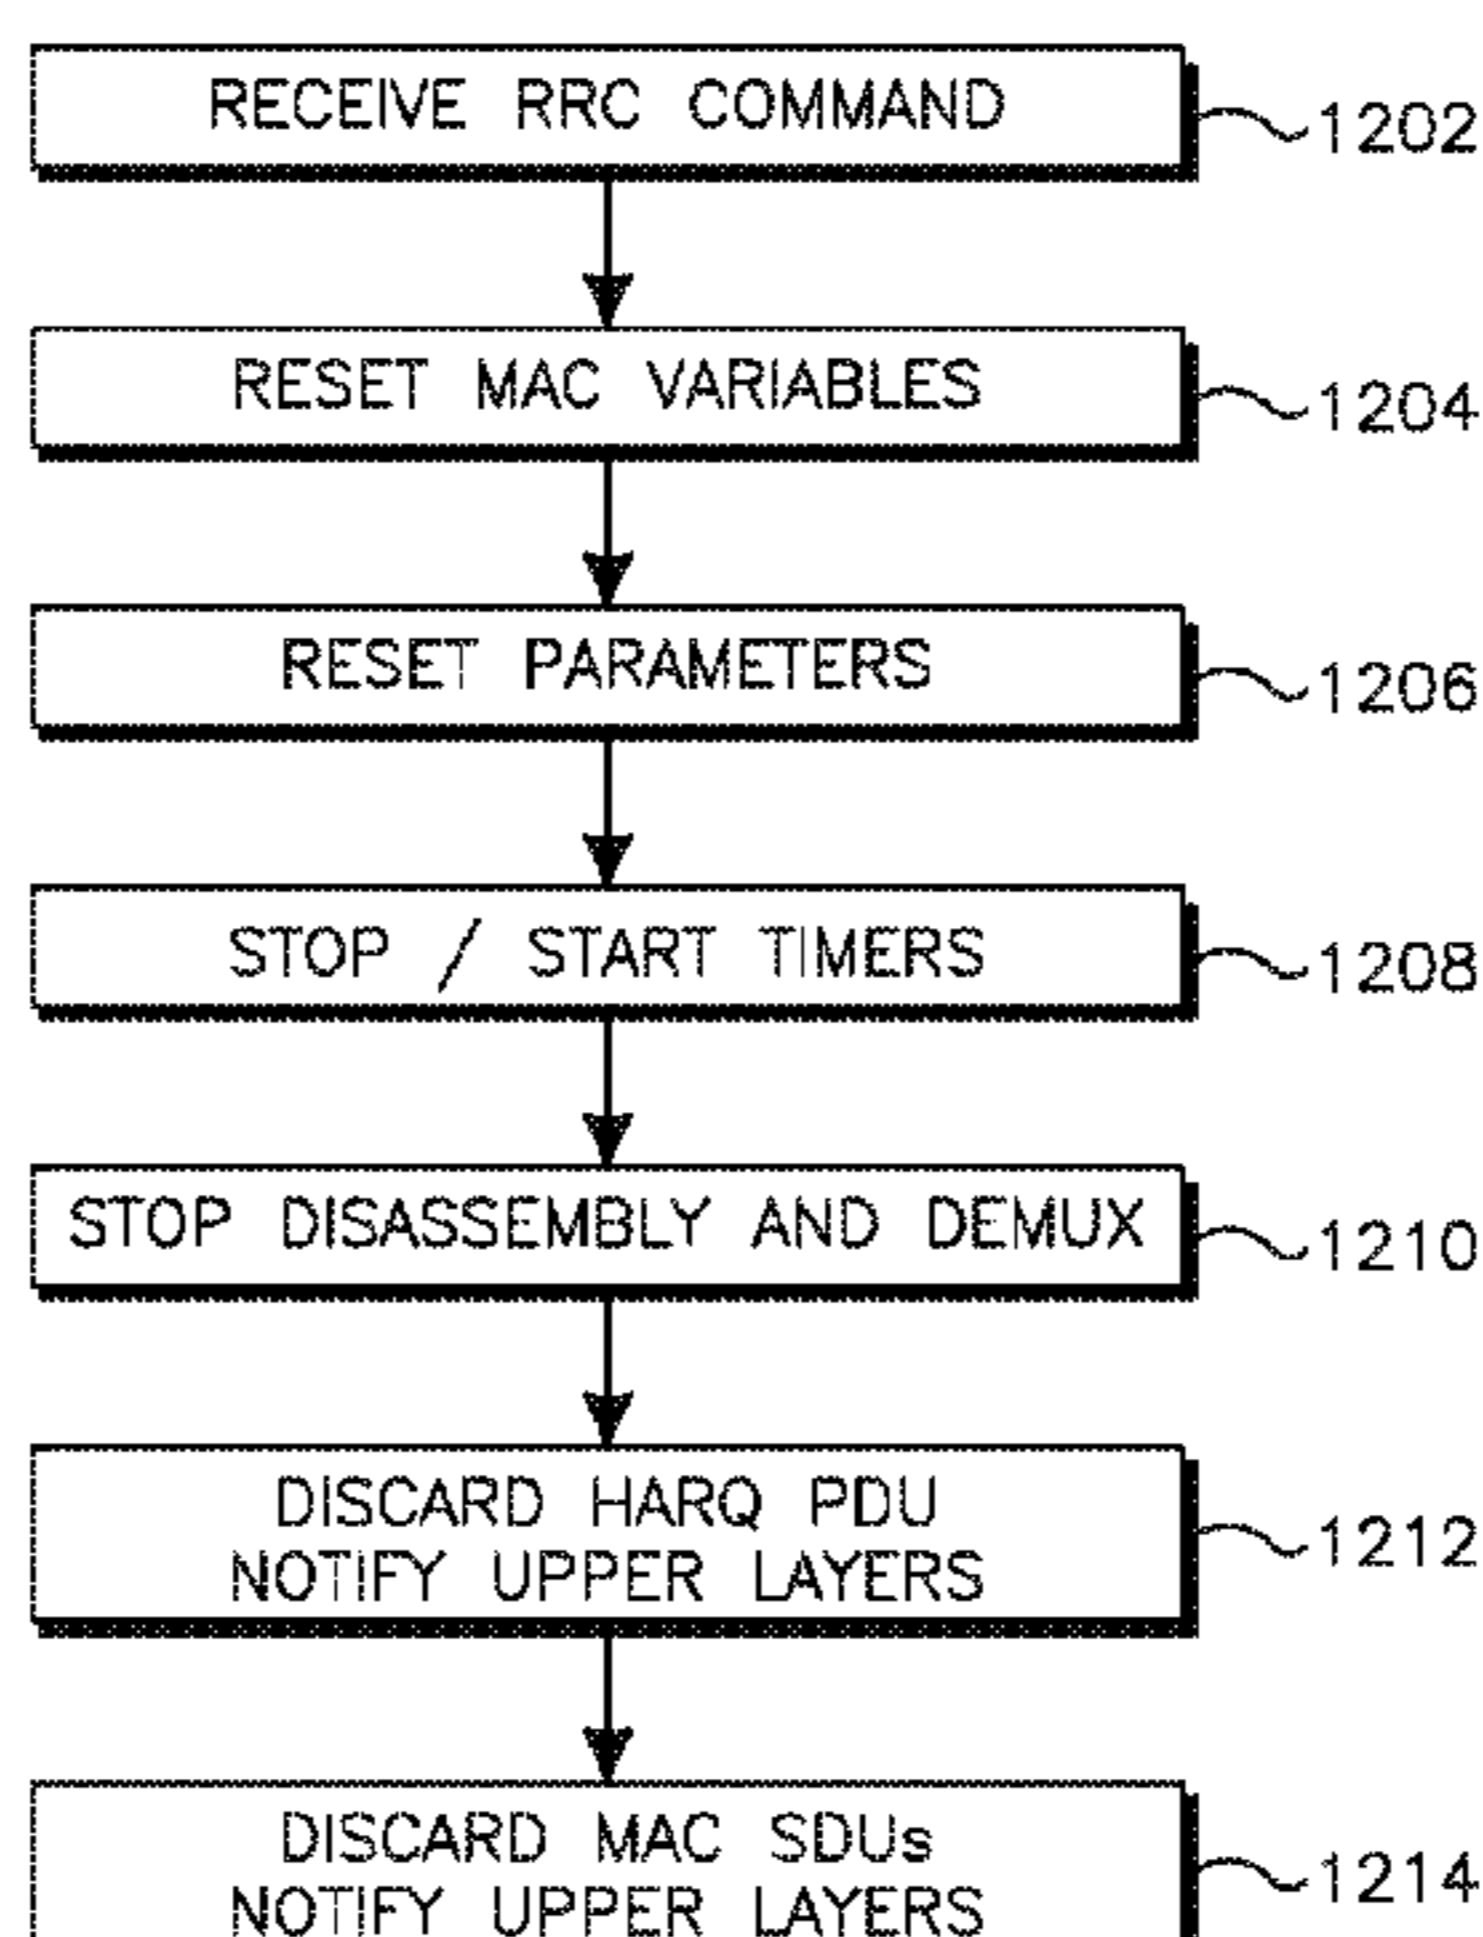 RECEIVE RRC COMMAND
1202
RESET MAC VARIABLES
1204
RESET PARAMETERS
1206
STOP / START TIMERS
1208
STOP DISASSEMBLY AND DEMUX
1210
DISCARD HARQ PDU
NOTIFY UPPER LAYERS
1212
DISCARD MAC SDUs
NOTIFY UPPER LAYERS
1214